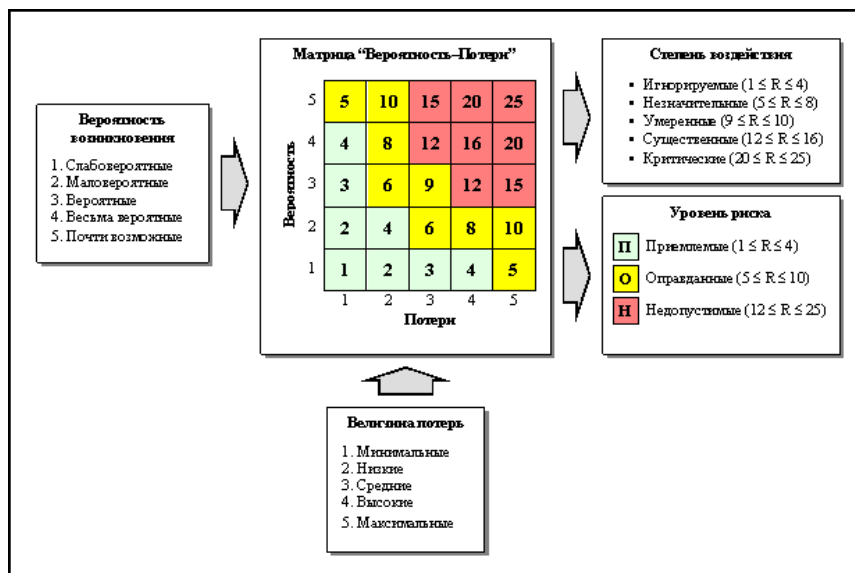 Матрица “Вероятность–Потери”
Вероятность
5 5 10 15 20 25
4 4 8 12 16 20
3 3 6 9 12 15
2 2 4 6 8 10
1 1 2 3 4 5
1 2 3 4 5
Потери
Вероятность
возникновения
1. Слабовероятные
2. Маловероятные
3. Вероятные
4. Весьма вероятные
5. Почти возможные
Степень воздействия
▪ Игнорируемые (1 ≤ R ≤ 4)
▪ Незначительные (5 ≤ R ≤ 8)
▪ Умеренные (9 ≤ R ≤ 10)
▪ Существенные (12 ≤ R ≤ 16)
▪ Критические (20 ≤ R ≤ 25)
Уровень риска
П Приемлемые (1 ≤ R ≤ 4)
О Оправданные (5 ≤ R ≤ 10)
Н Недопустимые (12 ≤ R ≤ 25)
Величина потерь
1. Минимальные
2. Низкие
3. Средние
4. Высокие
5. Максимальные